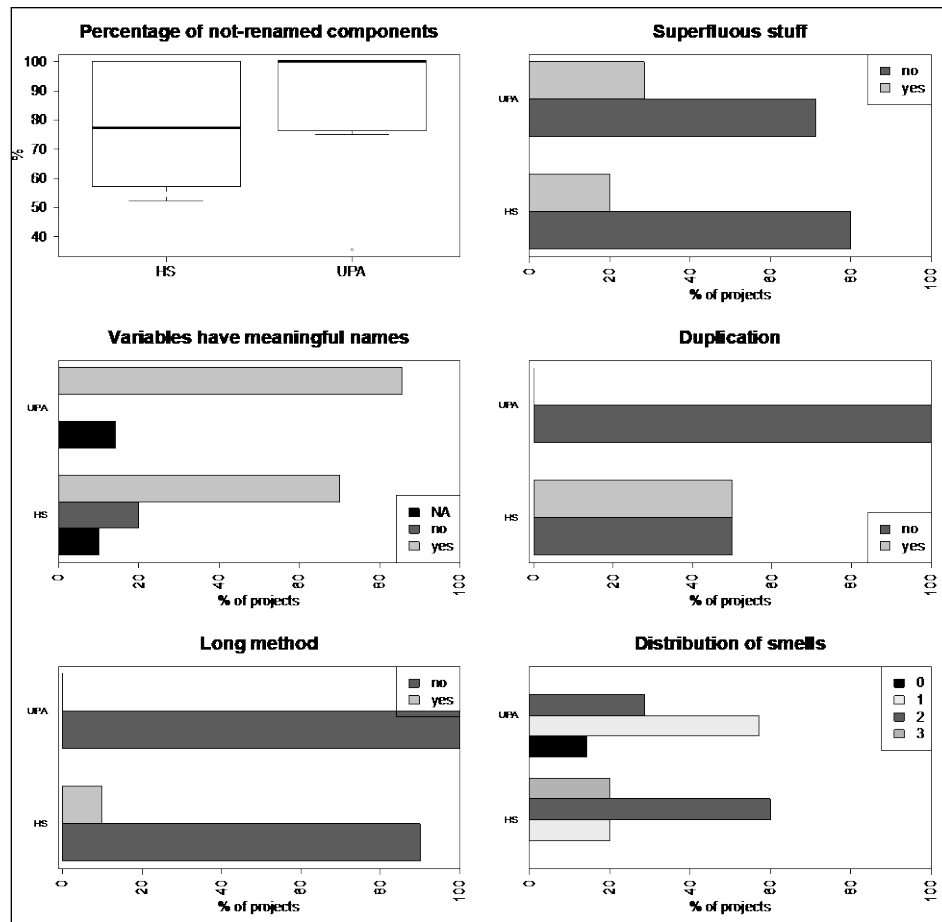 Percentage of not-renamed components
100
90
80
70
60
50
40
%
HS
UPA
Superfluous stuff
no
yes
UPA
HS
0
20
40
60
80
100
% of projects
Variables have meaningful names
UPA
HS
NA
no
yes
0
20
40
60
80
100
% of projects
Duplication
UPA
HS
no
yes
0
20
40
60
80
100
% of projects
Long method
no
yes
UPA
HS
0
20
40
60
80
100
% of projects
Distribution of smells
0
1
2
3
UPA
HS
0
20
40
60
80
100
% of projects